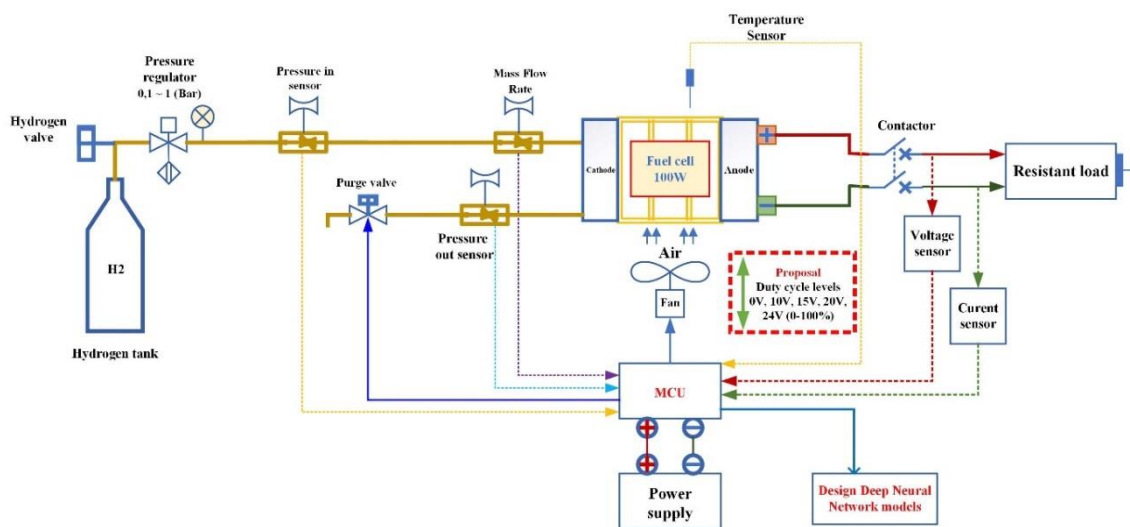 Temperature
Sensor
Pressure
regulator
0,1 ~ 1 (Bar)
Pressure in
sensor
Mass Flow
Rate
Hydrogen
valve
Contactor
Cathode
Fuel cell
100W
Anode
Resistant load
Purge valve
Pressure
out sensor
H2
Hydrogen tank
Air
Fan
Proposal
Duty cycle levels
0V, 10V, 15V, 20V,
24V (0-100%)
Voltage
sensor
Curent
sensor
MCU
Power
supply
Design Deep Neural
Network models